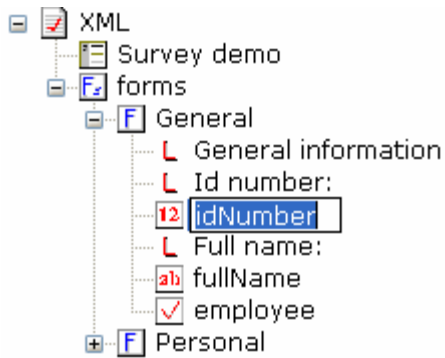 XML
Survey demo
forms
General
General information
Id number:
idNumber
Full name:
fullName
employee
Personal